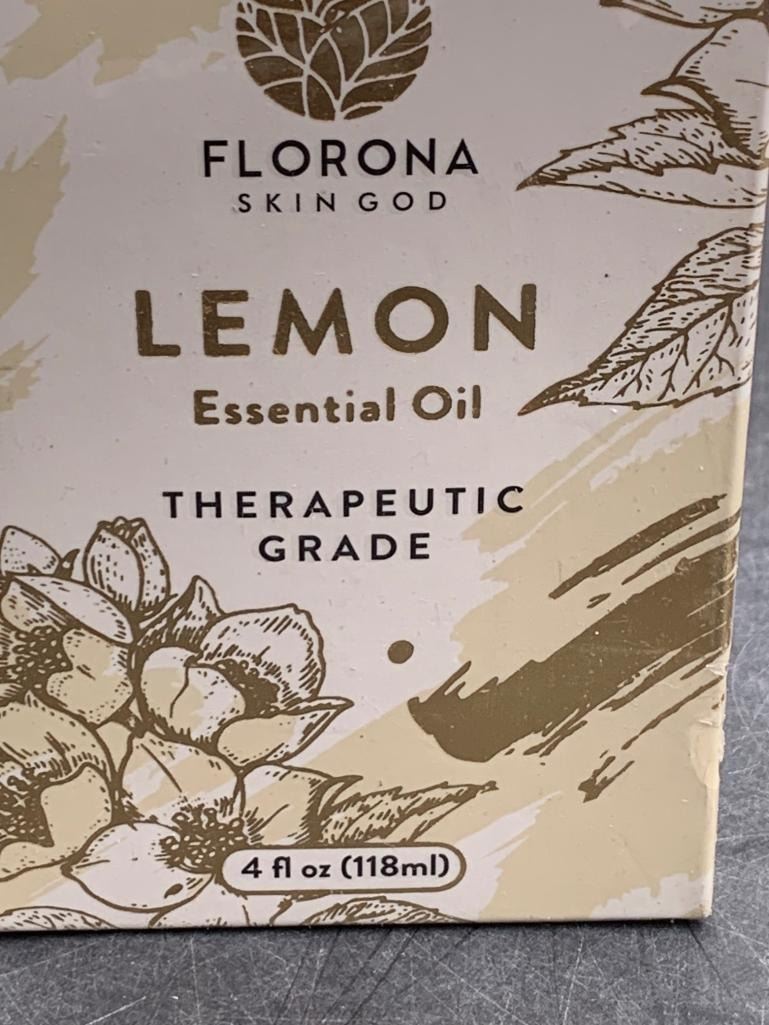 FLORONA
SKIN GOD
LEMON
Essential Oil
THERAPEUTIC
GRADE
4 fl oz (118ml)